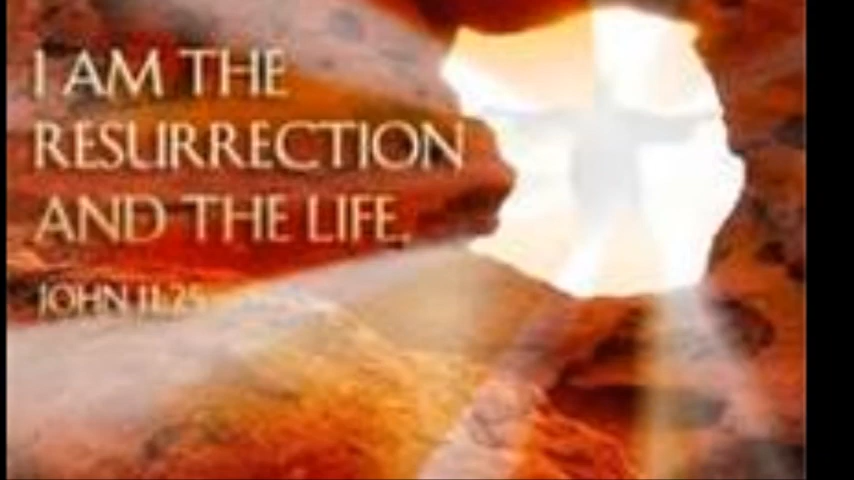 I AM THE
RESURRECTION
AND THE LIFE.
JOHN 11:25